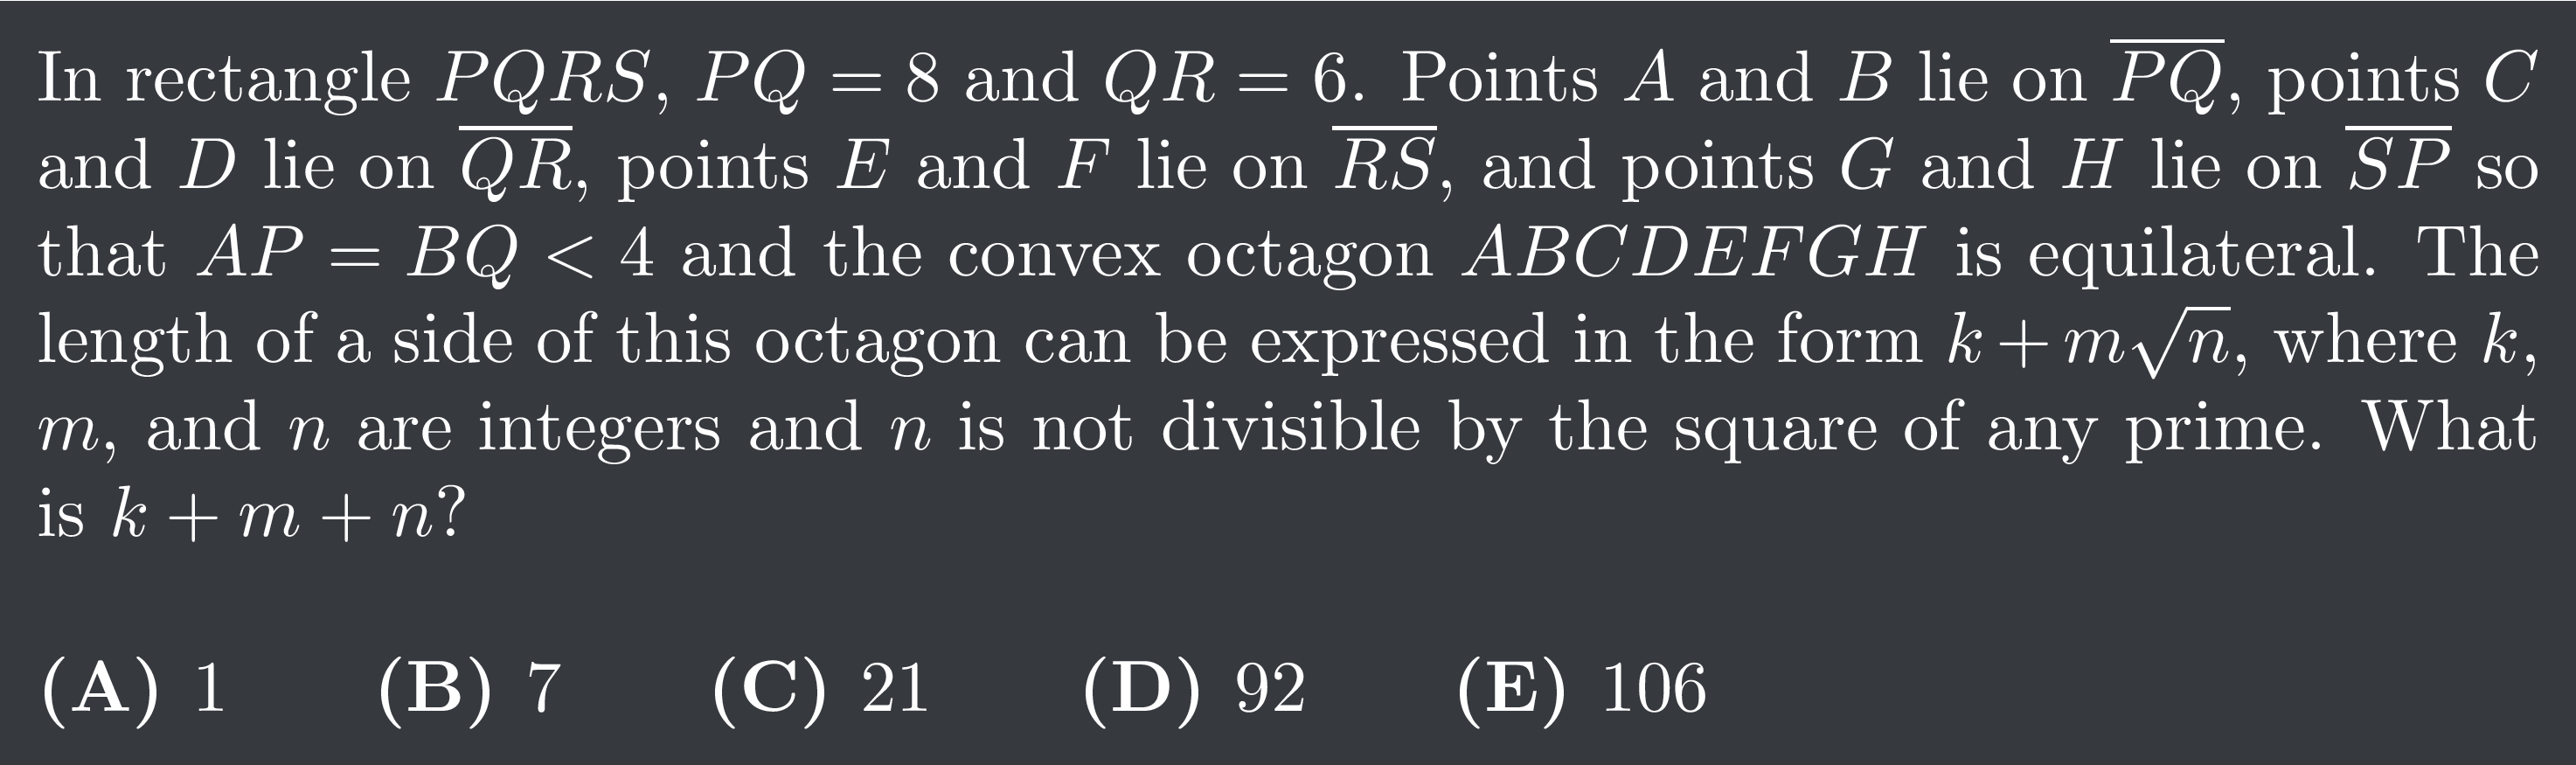 In rectangle $PQRS$, $PQ = 8$ and $QR = 6$. Points $A$ and $B$ lie on $\overline{PQ}$, points $C$
and $D$ lie on $\overline{QR}$, points $E$ and $F$ lie on $\overline{RS}$, and points $G$ and $H$ lie on $\overline{SP}$ so
that $AP = BQ < 4$ and the convex octagon $ABCDEFGH$ is equilateral. The
length of a side of this octagon can be expressed in the form $k + m\sqrt{n}$, where $k$,
$m$, and $n$ are integers and $n$ is not divisible by the square of any prime. What
is $k + m + n$?
(A) 1 (B) 7 (C) 21 (D) 92 (E) 106